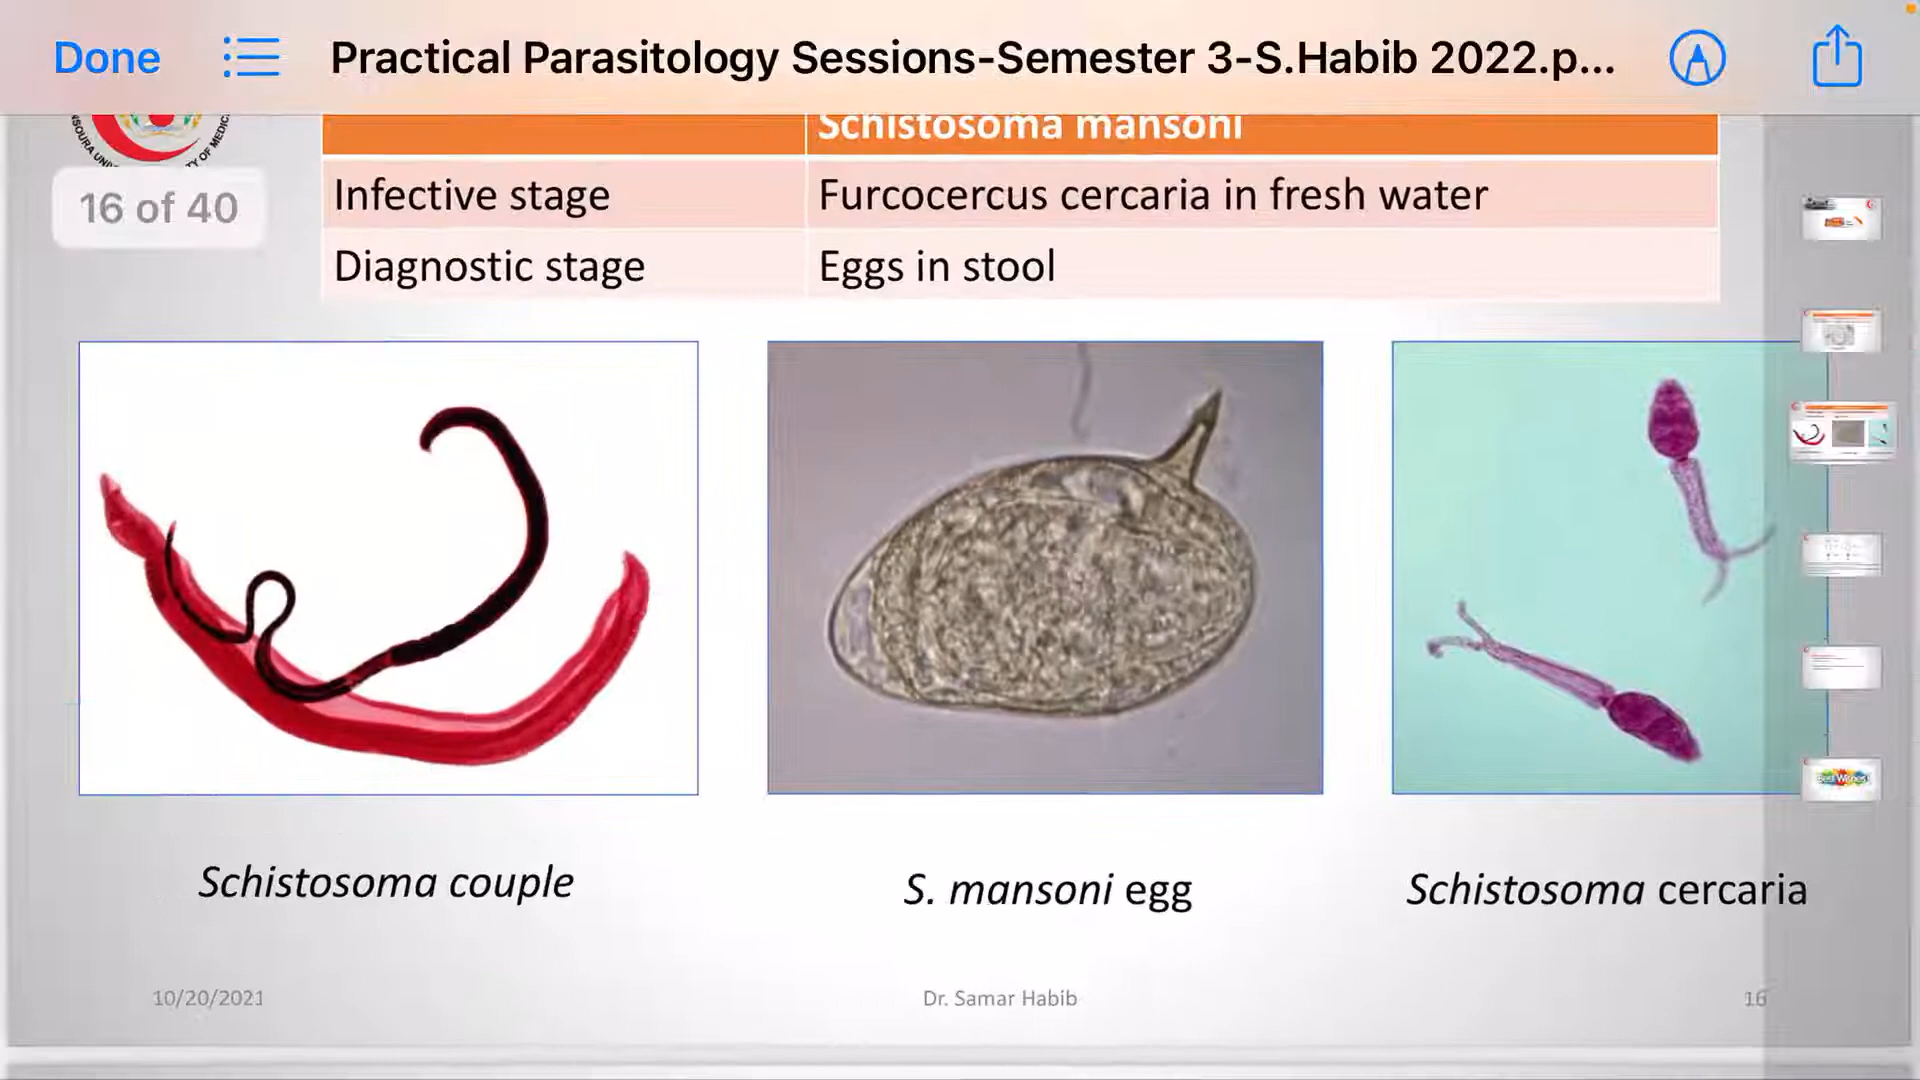 Done
Practical Parasitology Sessions-Semester 3-S.Habib 2022.p...
16 of 40
Schistosoma mansoni
Infective stage
Furcocercus cercaria in fresh water
Diagnostic stage
Eggs in stool
Schistosoma couple
S. mansoni egg
Schistosoma cercaria
10/20/2021
Dr. Samar Habib
16